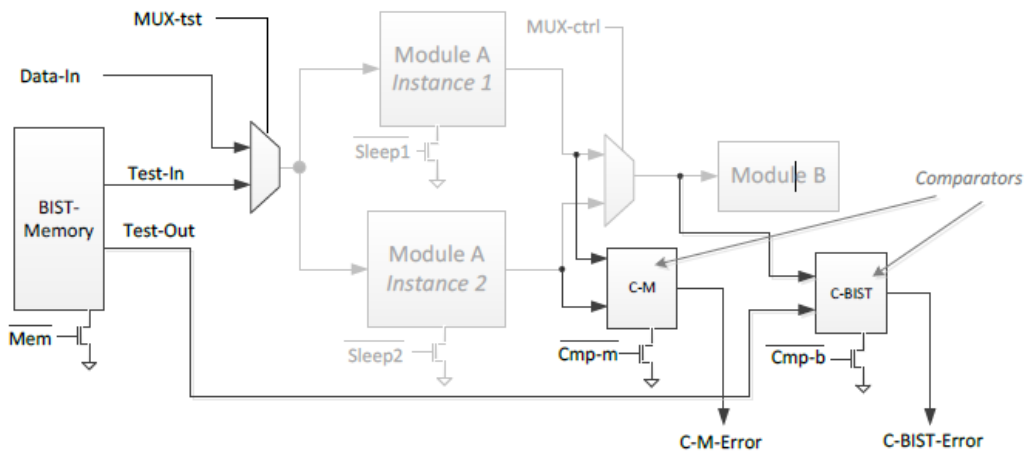 MUX-tst
MUX-ctrl
Data-In
Module A
Instance 1
Sleep1
Test-In
BIST-
Memory
Test-Out
Module B
Comparators
Module A
Instance 2
C-M
C-BIST
Mem
Sleep2
Cmp-m
Cmp-b
C-M-Error
C-BIST-Error